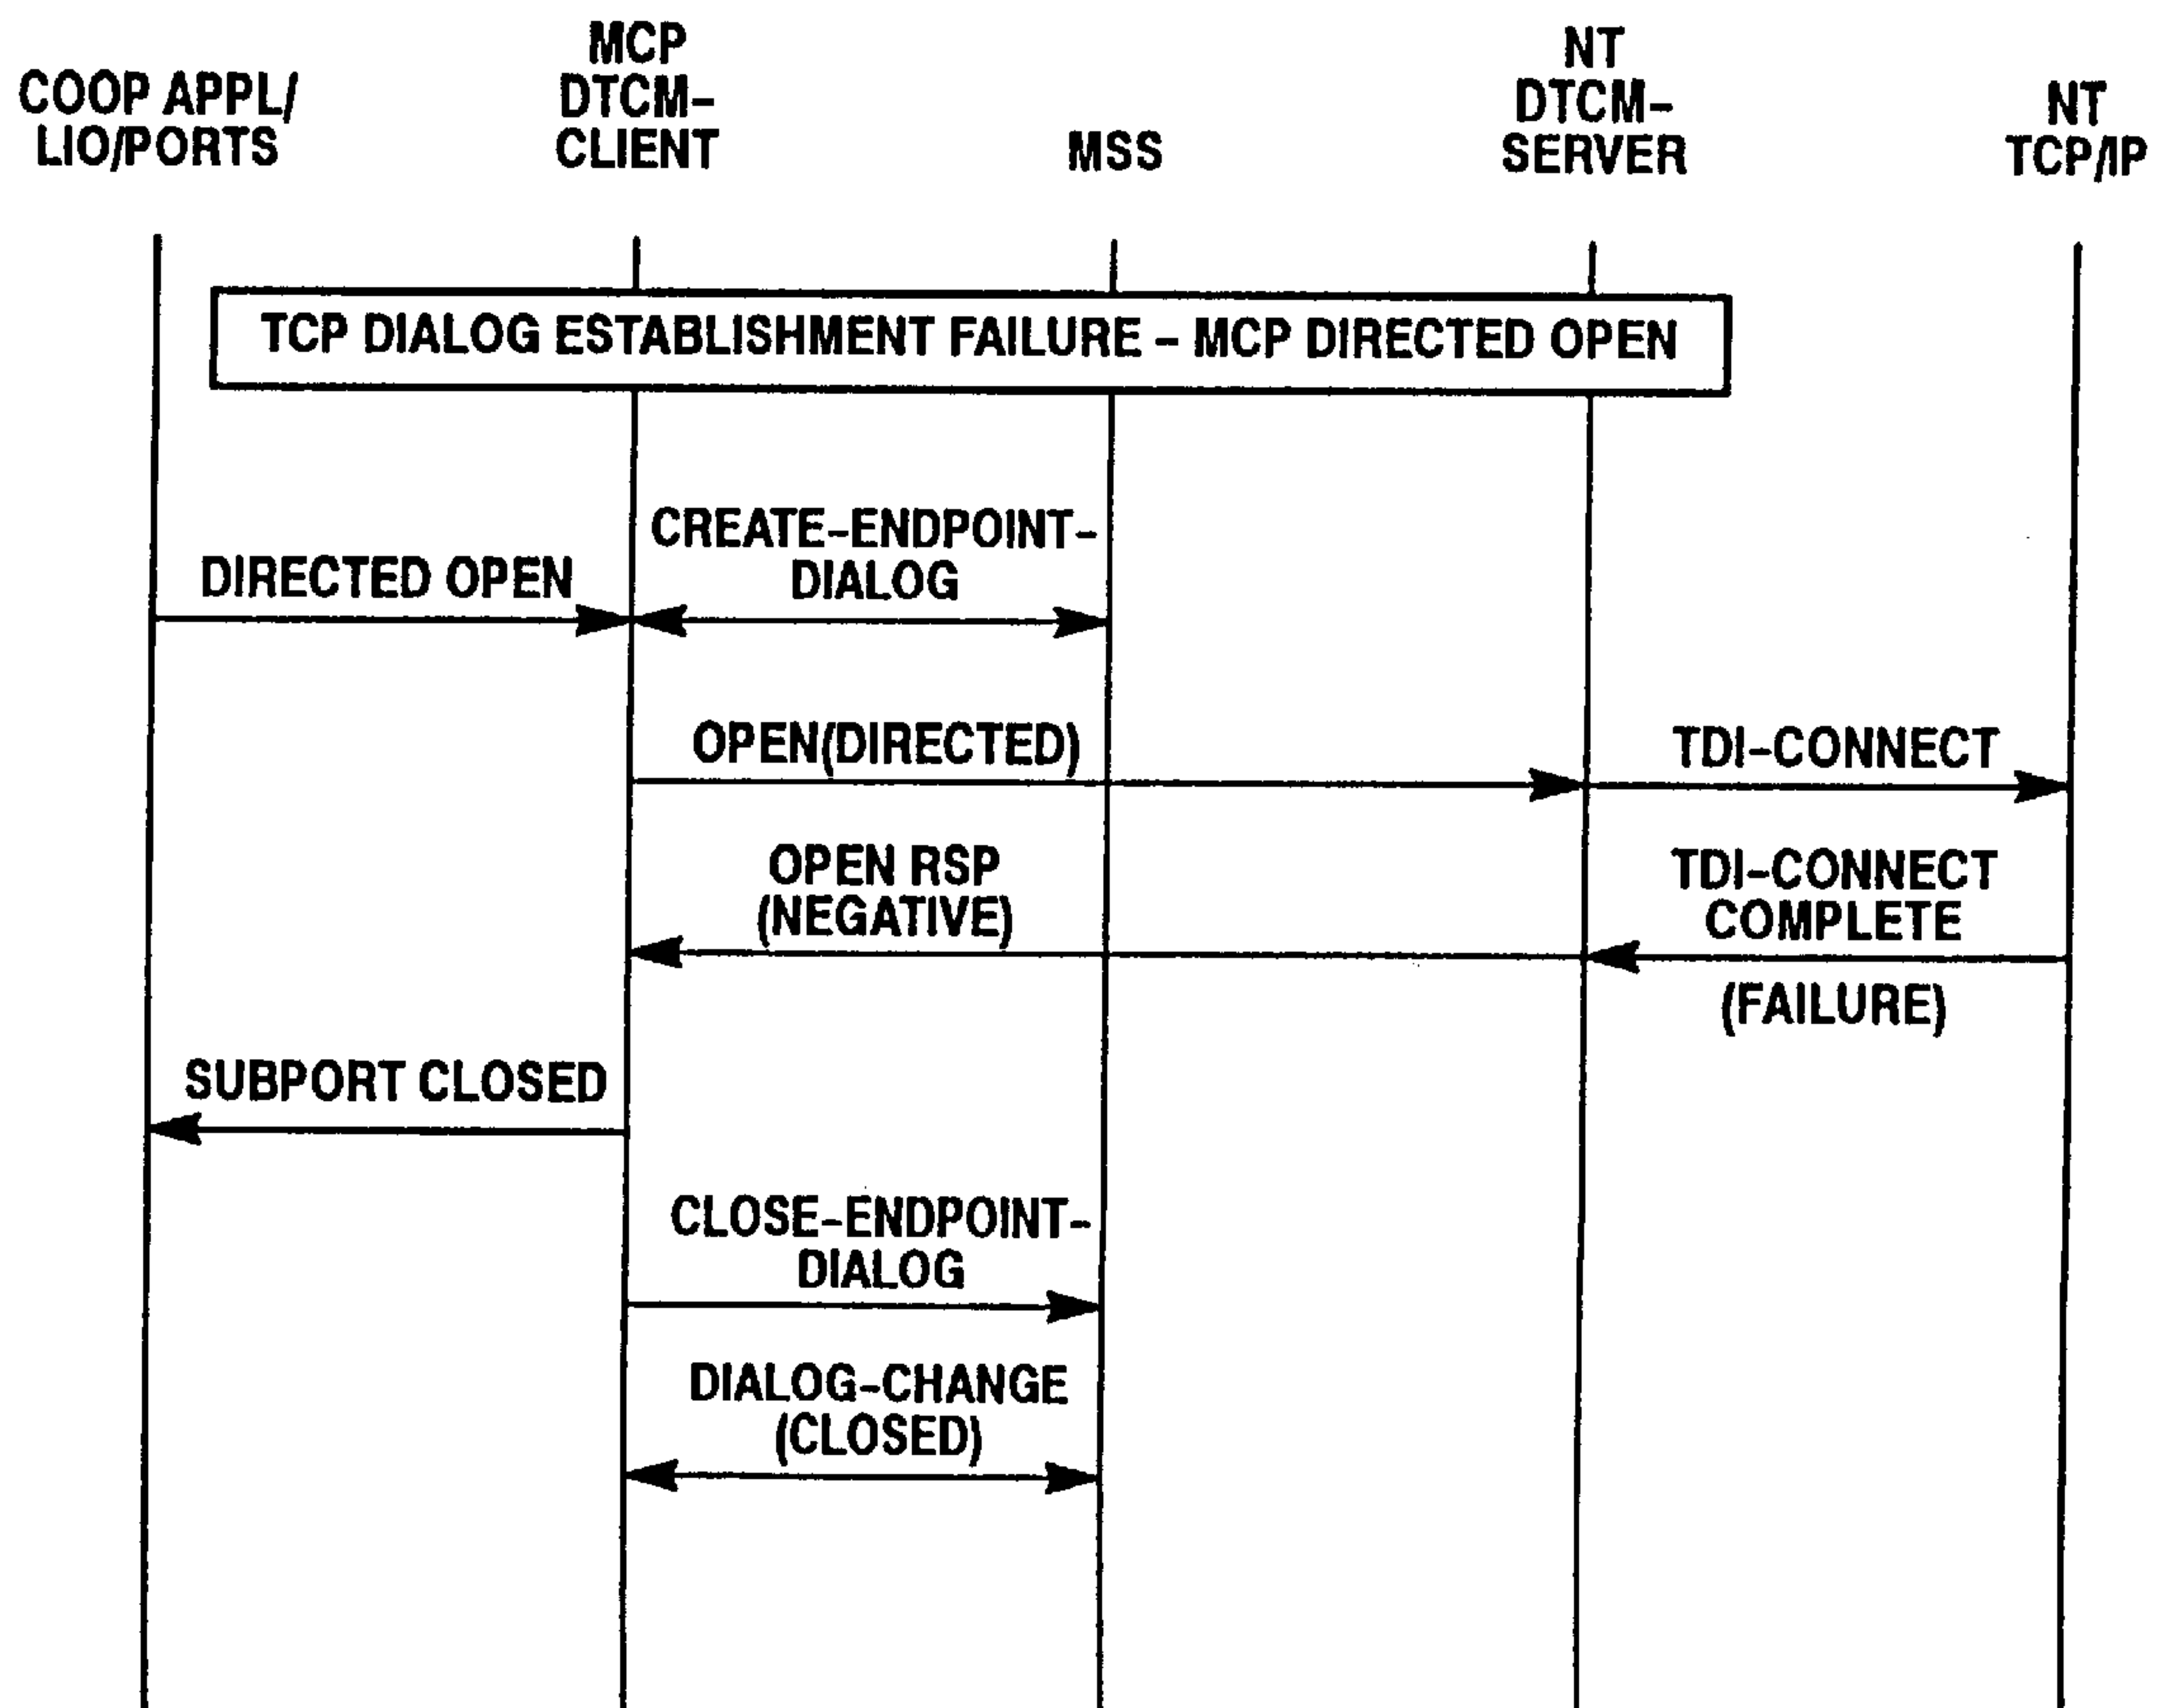 COOP APPL/
LIO/PORTS
MCP
DTCM-
CLIENT
MSS
NT
DTCM-
SERVER
NT
TCP/IP
TCP DIALOG ESTABLISHMENT FAILURE - MCP DIRECTED OPEN
DIRECTED OPEN
CREATE-ENDPOINT-
DIALOG
OPEN(DIRECTED)
TDI-CONNECT
OPEN RSP
(NEGATIVE)
TDI-CONNECT
COMPLETE
(FAILURE)
SUBPORT CLOSED
CLOSE-ENDPOINT-
DIALOG
DIALOG-CHANGE
(CLOSED)